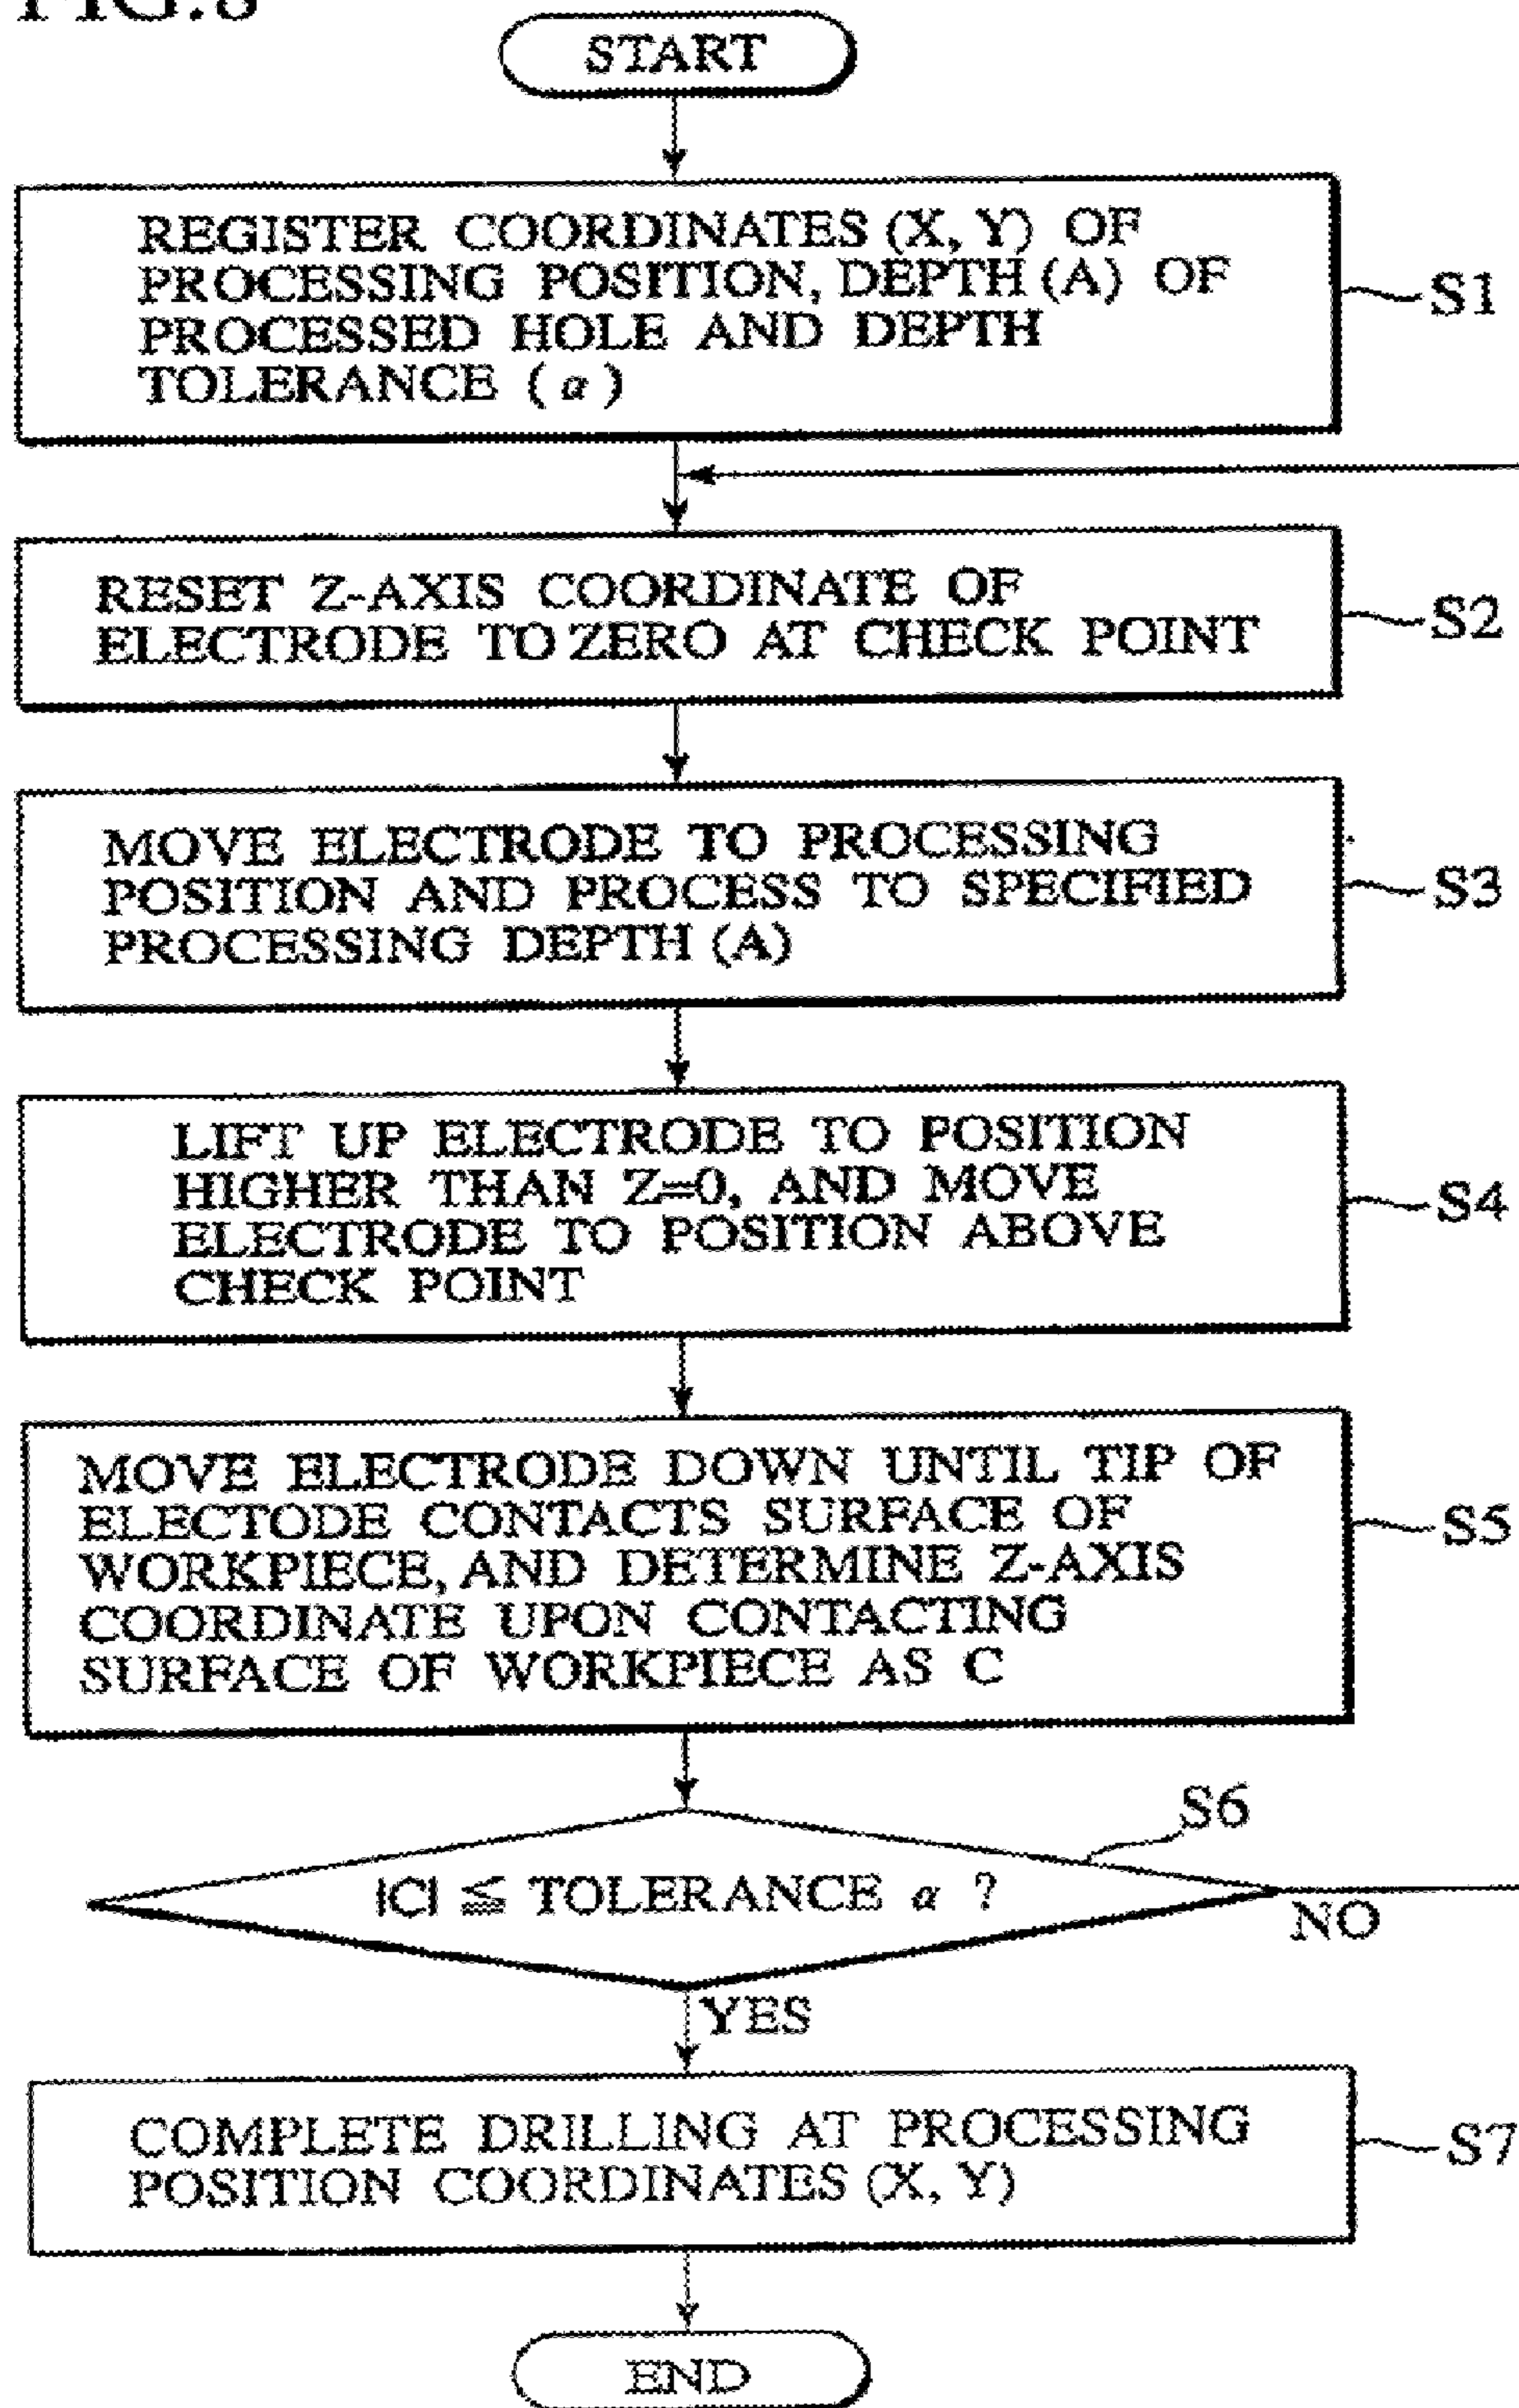 FIG.8
START
REGISTER COORDINATES (X, Y) OF
PROCESSING POSITION, DEPTH (A) OF
PROCESSED HOLE AND DEPTH
TOLERANCE (α)
S1
RESET Z-AXIS COORDINATE OF
ELECTRODE TO ZERO AT CHECK POINT
S2
MOVE ELECTRODE TO PROCESSING
POSITION AND PROCESS TO SPECIFIED
PROCESSING DEPTH (A)
S3
LIFT UP ELECTRODE TO POSITION
HIGHER THAN Z=0, AND MOVE
ELECTRODE TO POSITION ABOVE
CHECK POINT
S4
MOVE ELECTRODE DOWN UNTIL TIP OF
ELECTODE CONTACTS SURFACE OF
WORKPIECE, AND DETERMINE Z-AXIS
COORDINATE UPON CONTACTING
SURFACE OF WORKPIECE AS C
S5
S6
|C| ≦ TOLERANCE α ?
NO
YES
COMPLETE DRILLING AT PROCESSING
POSITION COORDINATES (X, Y)
S7
END